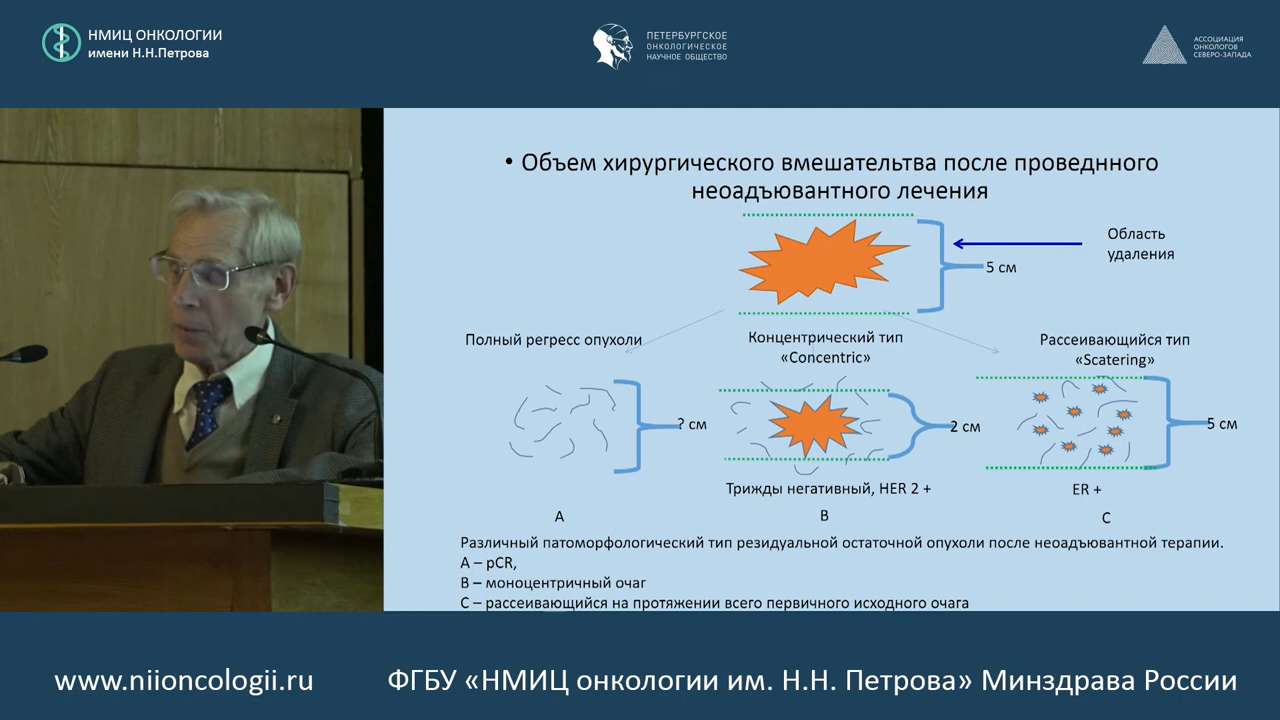 НМИЦ ОНКОЛОГИИ
имени Н.Н.Петрова
ПЕТЕРБУРГСКОЕ
ОНКОЛОГИЧЕСКОЕ
НАУЧНОЕ ОБЩЕСТВО
АССОЦИАЦИЯ
ОНКОЛОГОВ
СЕВЕРО-ЗАПАДА
• Объем хирургического вмешательтва после проведнного
неоадъювантного лечения
Область
удаления
5 см
Полный регресс опухоли
Концентрический тип
«Concentric»
Рассеивающийся тип
«Scatering»
? см
2 см
5 см
Трижды негативный, HER 2 +
ER +
A
B
C
Различный патоморфологический тип резидуальной остаточной опухоли после неоадъювантной терапии.
A – pCR,
B – моноцентричный очаг
C – рассеивающийся на протяжении всего первичного исходного очага
www.niioncologii.ru
ФГБУ «НМИЦ онкологии им. Н.Н. Петрова» Минздрава России